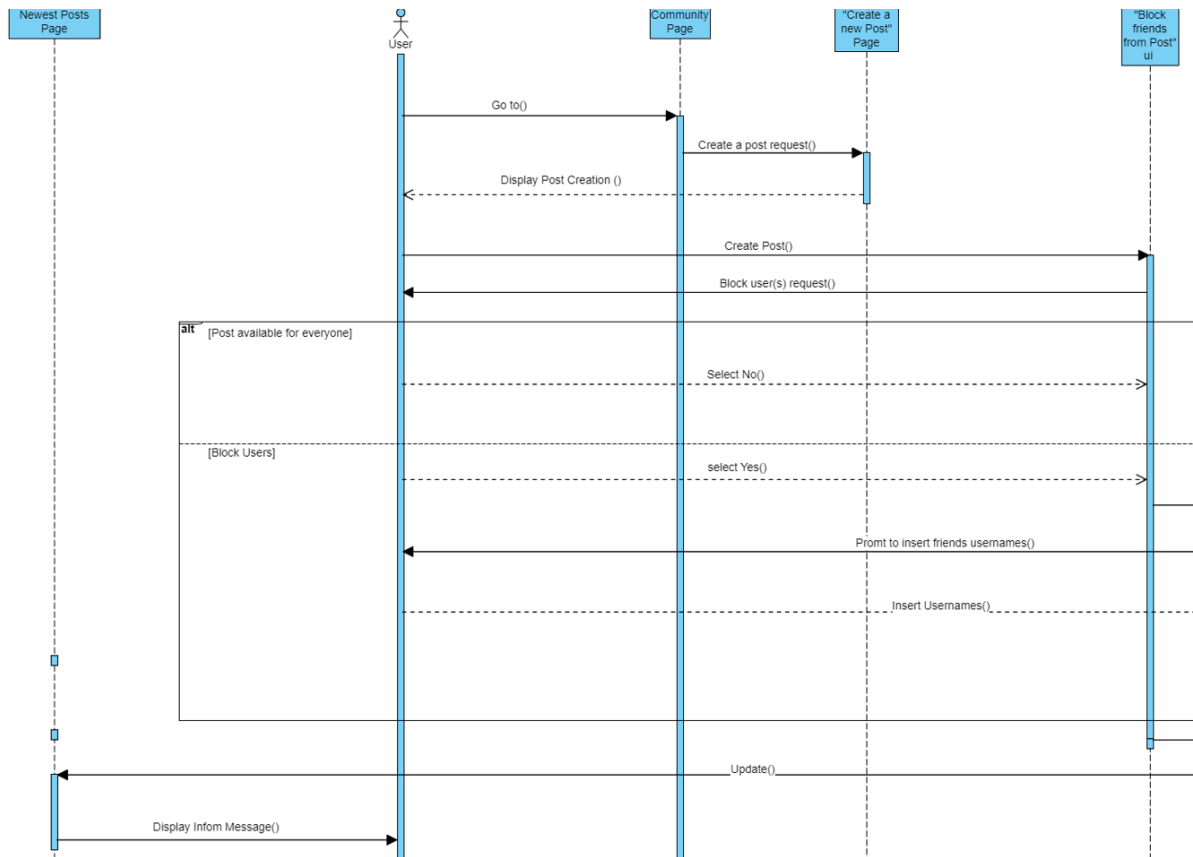 Newest Posts
Page
User
Community
Page
"Create a
new Post"
Page
"Block
friends
from Post"
ui
Go to()
Create a post request()
Display Post Creation ()
Create Post()
Block user(s) request()
alt
[Post available for everyone]
Select No()
[Block Users]
select Yes()
Promt to insert friends usernames()
Insert Usernames()
Update()
Display Infom Message()